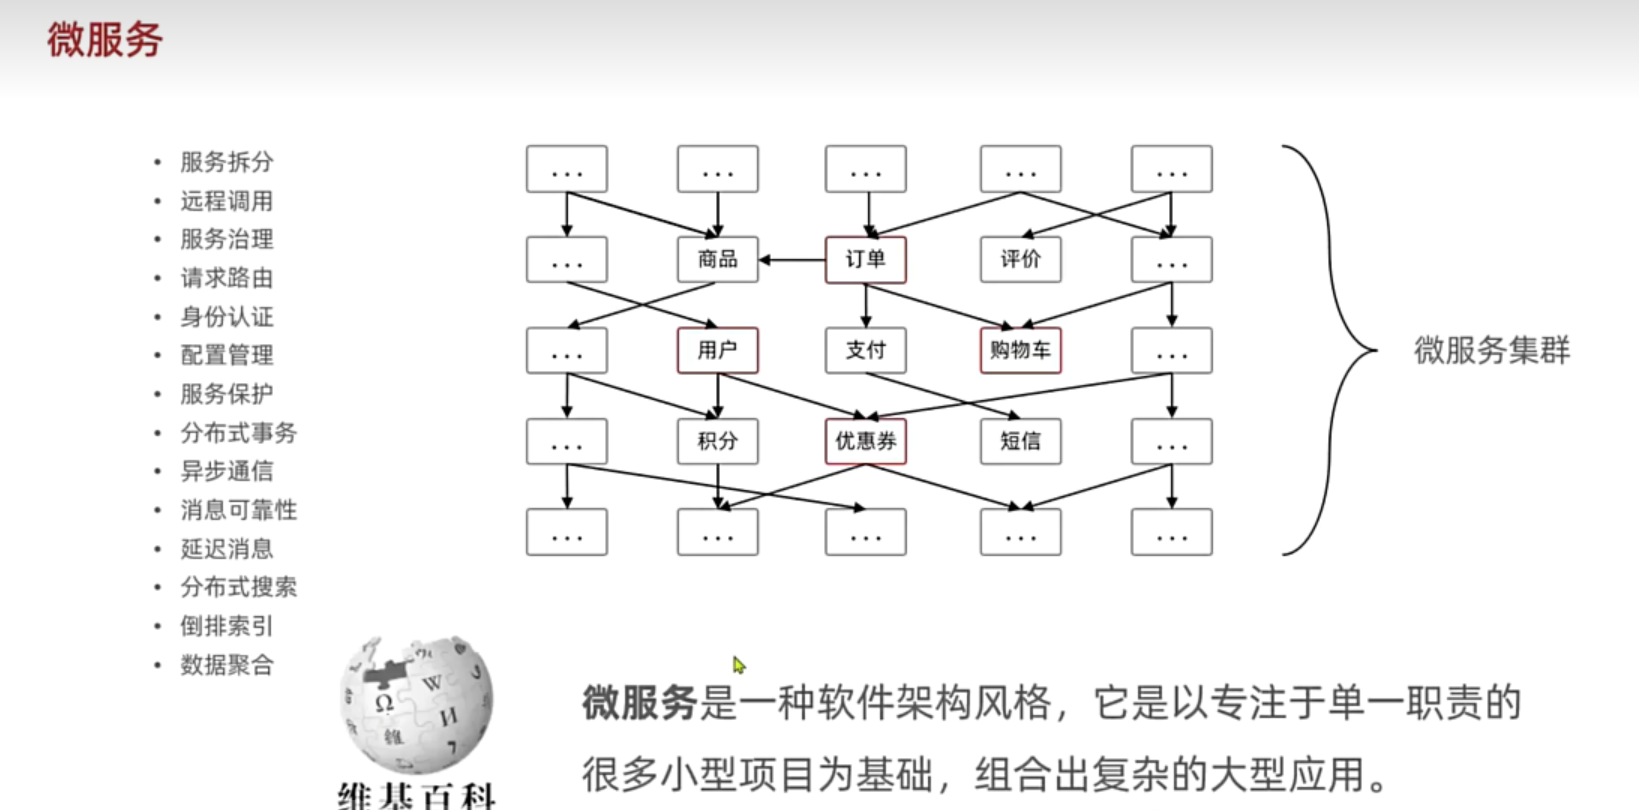 微服务
服务拆分
远程调用
服务治理
请求路由
身份认证
配置管理
服务保护
分布式事务
异步通信
消息可靠性
延迟消息
分布式搜索
倒排索引
数据聚合
... ... ... ... ...
... 商品 订单 评价 ...
... 用户 支付 购物车 ...
... 积分 优惠券 短信 ...
... ... ... ... ...
微服务集群
Ω W И 維
维基百科
微服务是一种软件架构风格，它是以专注于单一职责的
很多小型项目为基础，组合出复杂的大型应用。